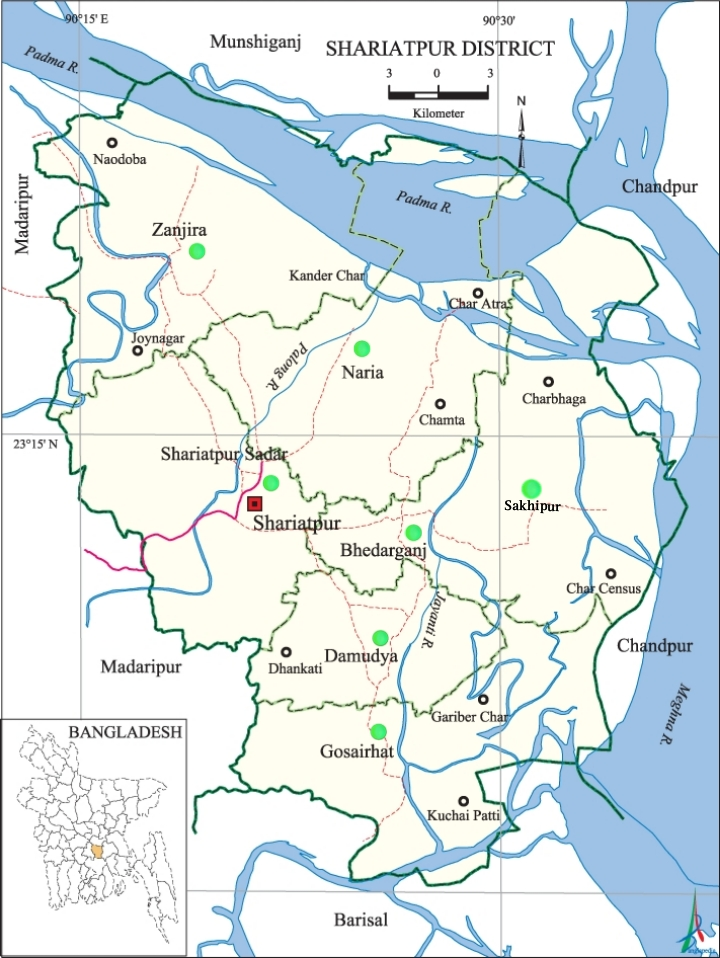 90°15' E
90°30'
Munshiganj
SHARIATPUR DISTRICT
Padma R.
3 0 3
Kilometer
N
Naodoba
Chandpur
Madaripur
Padma R.
Zanjira
Kander Char
Char Atra
Joynagar
Palong R.
Naria
Charbhaga
Chamta
23°15' N
Shariatpur Sadar
Sakhipur
Shariatpur
Bhedarganj
Char Census
Jayanti R.
Chandpur
Damudya
Madaripur
Dhankati
Meghna R.
Gariber Char
BANGLADESH
Gosairhat
Kuchai Patti
Barisal